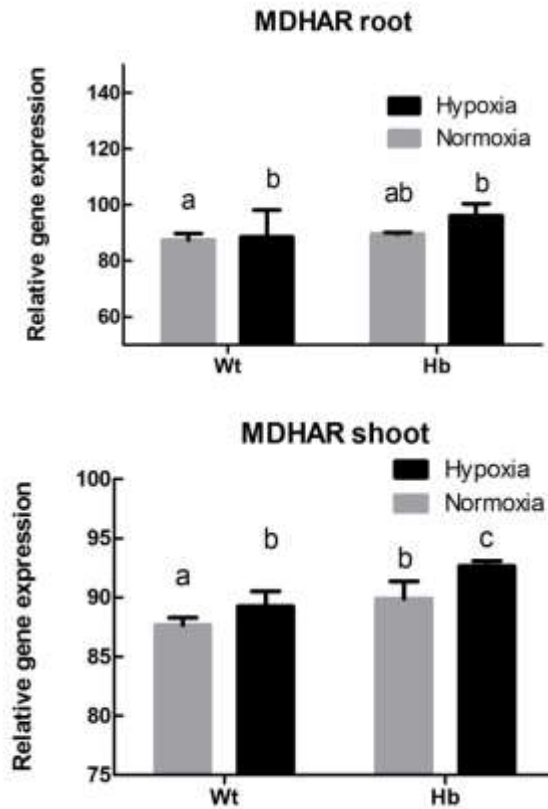 MDHAR root
Relative gene expression
140
120
100
80
60
Hypoxia
Normoxia
a
b
ab
b
Wt
Hb
MDHAR shoot
Relative gene expression
100
95
90
85
80
75
Hypoxia
Normoxia
a
b
b
c
Wt
Hb